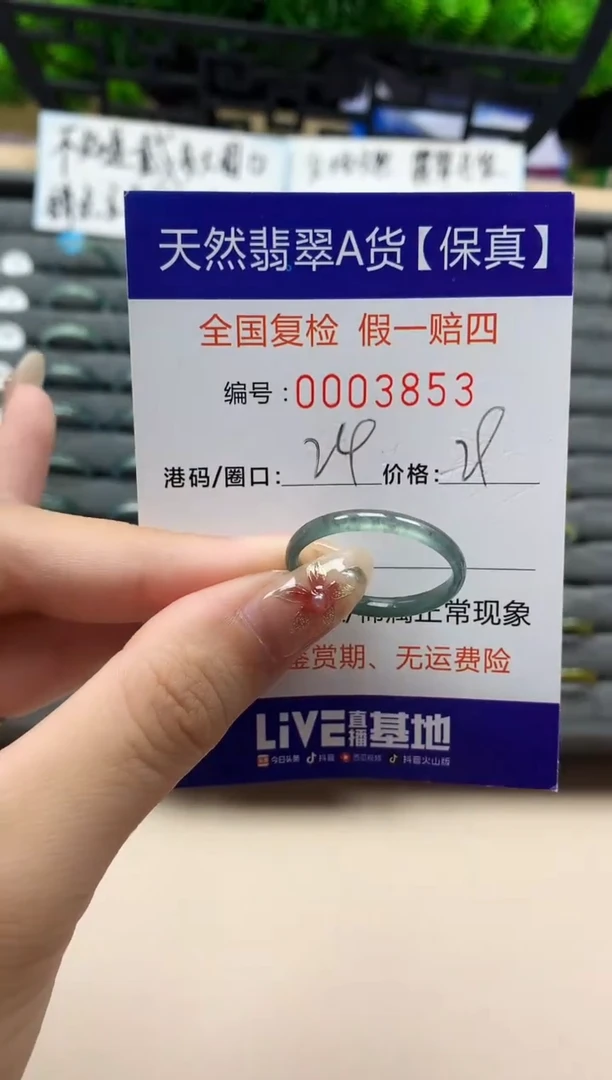 天然翡翠A货【保真】
全国复检 假一赔四
编号:0003853
港码/圈口:24 价格:28
正常现象
鉴赏期、无运费险
LiVE直播基地
今日头条 抖音 西瓜视频 抖音火山版